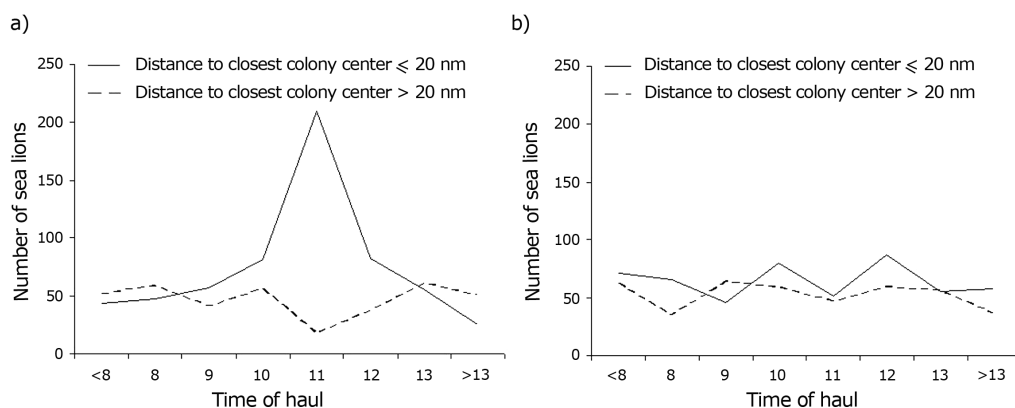 a)
250
200
150
100
50
0
Distance to closest colony center ⩽ 20 nm
Distance to closest colony center > 20 nm
Number of sea lions
<8 8 9 10 11 12 13 >13
Time of haul
b)
250
200
150
100
50
0
Distance to closest colony center ⩽ 20 nm
Distance to closest colony center > 20 nm
Number of sea lions
<8 8 9 10 11 12 13 >13
Time of haul